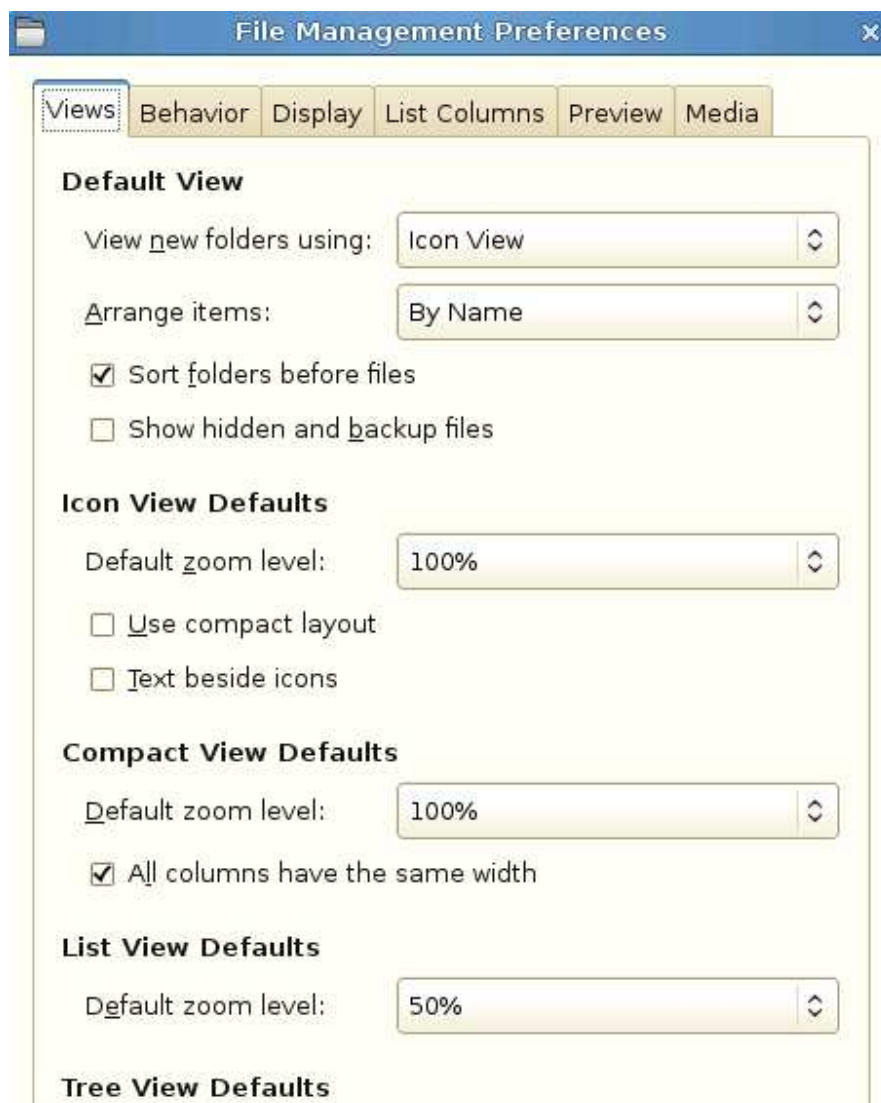 File Management Preferences
Views Behavior Display List Columns Preview Media
Default View
View new folders using: Icon View
Arrange items: By Name
Sort folders before files
Show hidden and backup files
Icon View Defaults
Default zoom level: 100%
Use compact layout
Text beside icons
Compact View Defaults
Default zoom level: 100%
All columns have the same width
List View Defaults
Default zoom level: 50%
Tree View Defaults